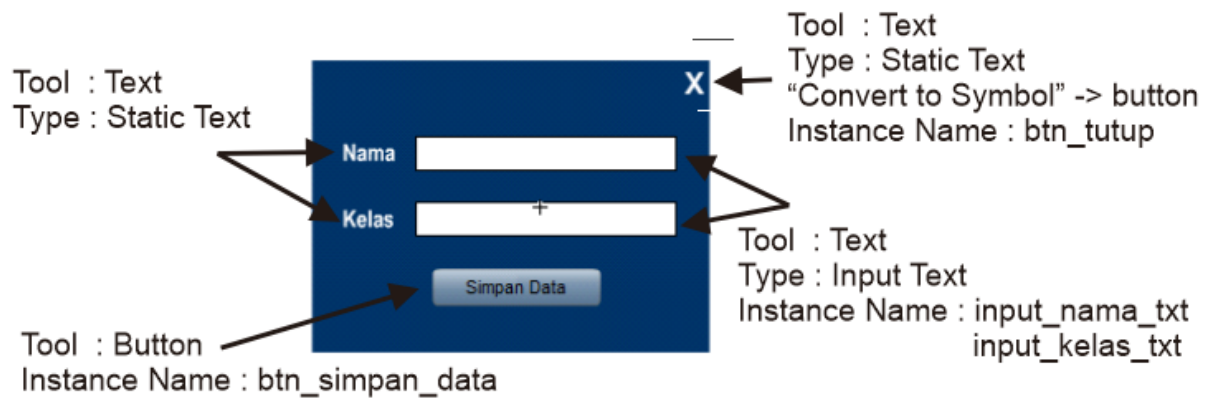 Tool : Text
Type : Static Text
“Convert to Symbol” -> button
Instance Name : btn_tutup
Tool : Text
Type : Static Text
X
Nama
Kelas
Simpan Data
Tool : Text
Type : Input Text
Instance Name : input_nama_txt
input_kelas_txt
Tool : Button
Instance Name : btn_simpan_data